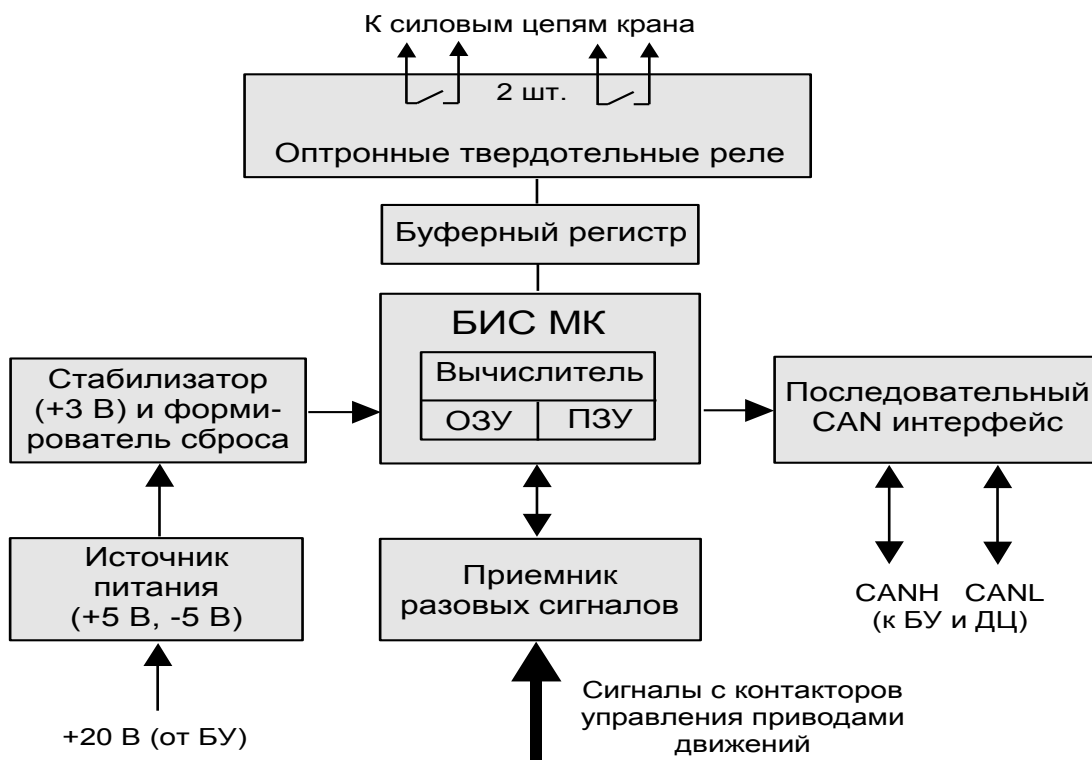 К силовым цепям крана
2 шт.
Оптронные твердотельные реле
Буферный регистр
БИС МК
Вычислитель
ОЗУ ПЗУ
Стабилизатор
(+3 В) и форми-
рователь сброса
Последовательный
CAN интерфейс
Источник
питания
(+5 В, -5 В)
Приемник
разовых сигналов
CANH CANL
(к БУ и ДЦ)
Сигналы с контакторов
управления приводами
движений
+20 В (от БУ)